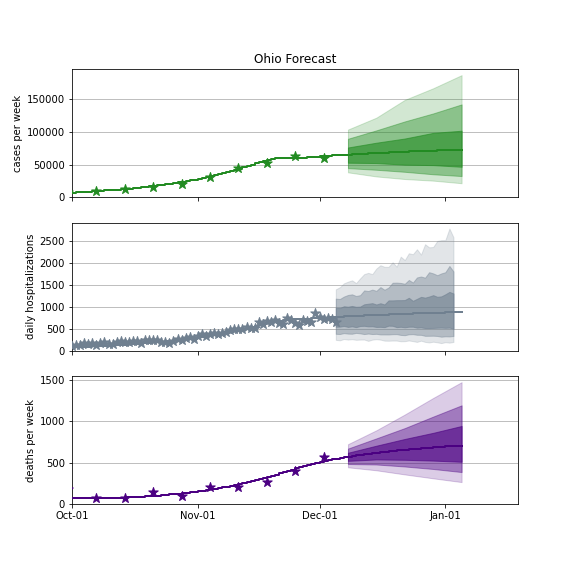 Ohio Forecast
cases per week
150000
100000
50000
0
daily hospitalizations
2500
2000
1500
1000
500
0
deaths per week
1500
1000
500
0
Oct-01 Nov-01 Dec-01 Jan-01